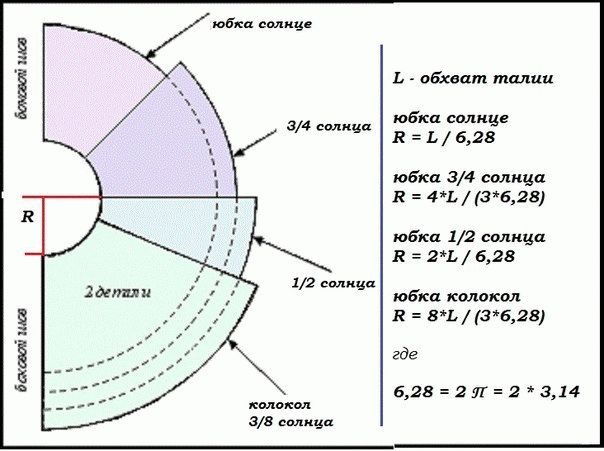 юбка солнце
боковой шов
3/4 солнца
R
1/2 солнца
2 детали
боковой шов
колокол
3/8 солнца
L - обхват талии
юбка солнце
R = L / 6,28
юбка 3/4 солнца
R = 4*L / (3*6,28)
юбка 1/2 солнца
R = 2*L / 6,28
юбка колокол
R = 8*L / (3*6,28)
где
6,28 = 2 П = 2 * 3,14